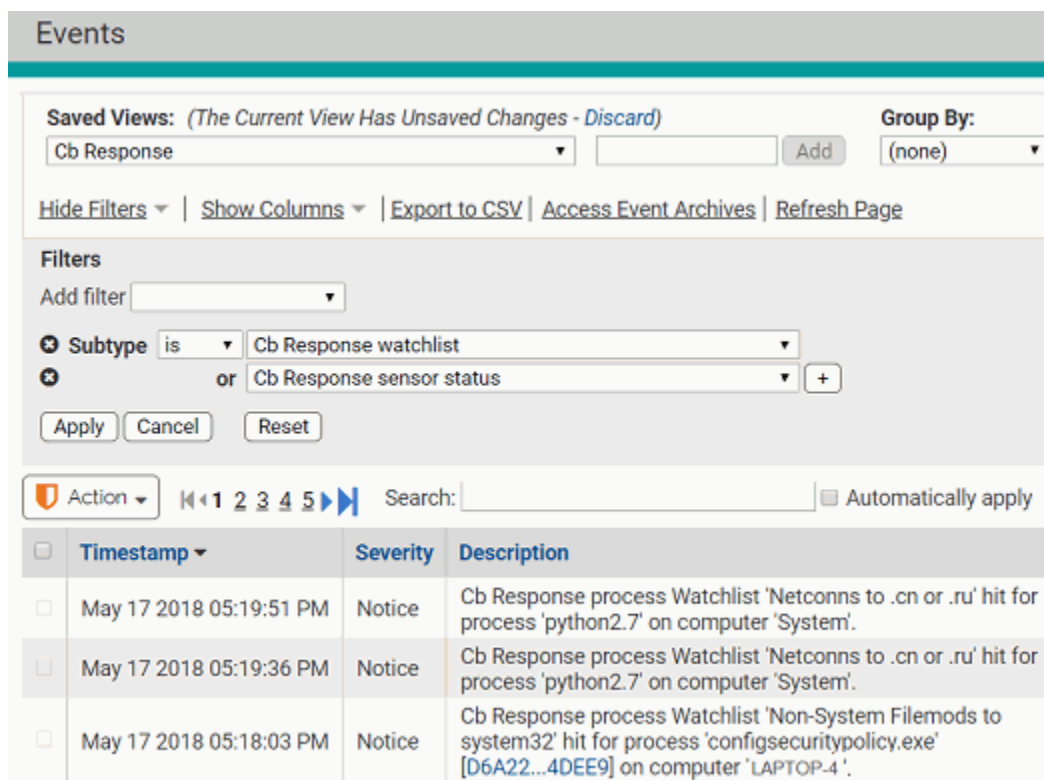 Events
Saved Views: (The Current View Has Unsaved Changes - Discard) Group By:
Cb Response Add (none)
Hide Filters | Show Columns | Export to CSV | Access Event Archives | Refresh Page
Filters
Add filter
Subtype is Cb Response watchlist
or Cb Response sensor status +
Apply Cancel Reset
Action 1 2 3 4 5 Search: Automatically apply
Timestamp Severity Description
May 17 2018 05:19:51 PM Notice Cb Response process Watchlist 'Netconns to .cn or .ru' hit for
process 'python2.7' on computer 'System'.
May 17 2018 05:19:36 PM Notice Cb Response process Watchlist 'Netconns to .cn or .ru' hit for
process 'python2.7' on computer 'System'.
May 17 2018 05:18:03 PM Notice Cb Response process Watchlist 'Non-System Filemods to
system32' hit for process 'configsecuritypolicy.exe'
[D6A22...4DEE9] on computer 'LAPTOP-4 '.